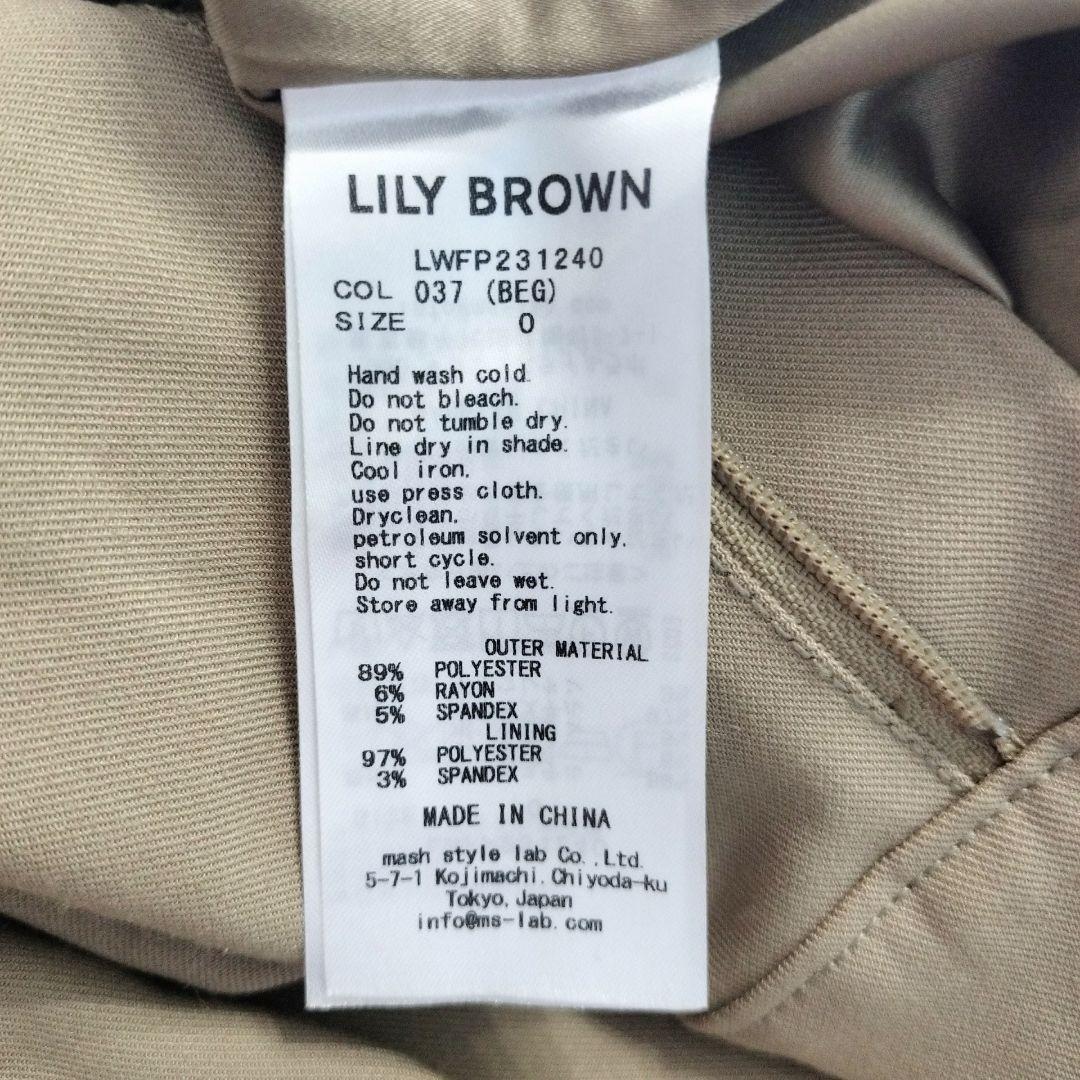 LILY BROWN
LWFP231240
COL 037 (BEG)
SIZE 0
Hand wash cold.
Do not bleach.
Do not tumble dry.
Line dry in shade.
Cool iron.
use press cloth.
Dryclean.
petroleum solvent only.
short cycle.
Do not leave wet.
Store away from light.
OUTER MATERIAL
89% POLYESTER
6% RAYON
5% SPANDEX
LINING
97% POLYESTER
3% SPANDEX
MADE IN CHINA
mash style lab Co.,Ltd.
5-7-1 Kojimachi, Chiyoda-ku
Tokyo, Japan
info@ms-lab.com